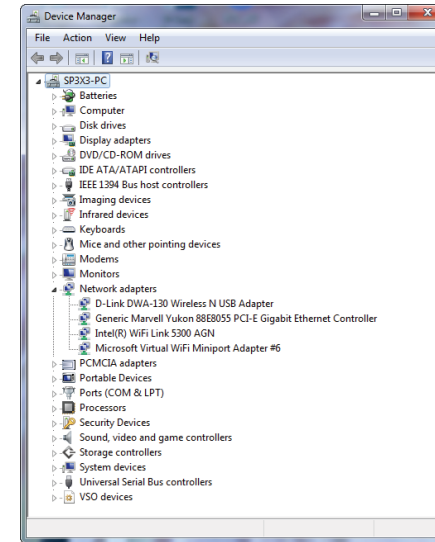 Device Manager
File Action View Help
SP3X3-PC
Batteries
Computer
Disk drives
Display adapters
DVD/CD-ROM drives
IDE ATA/ATAPI controllers
IEEE 1394 Bus host controllers
Imaging devices
Infrared devices
Keyboards
Mice and other pointing devices
Modems
Monitors
Network adapters
D-Link DWA-130 Wireless N USB Adapter
Generic Marvell Yukon 88E8055 PCI-E Gigabit Ethernet Controller
Intel(R) WiFi Link 5300 AGN
Microsoft Virtual WiFi Miniport Adapter #6
PCMCIA adapters
Portable Devices
Ports (COM & LPT)
Processors
Security Devices
Sound, video and game controllers
Storage controllers
System devices
Universal Serial Bus controllers
VSO devices